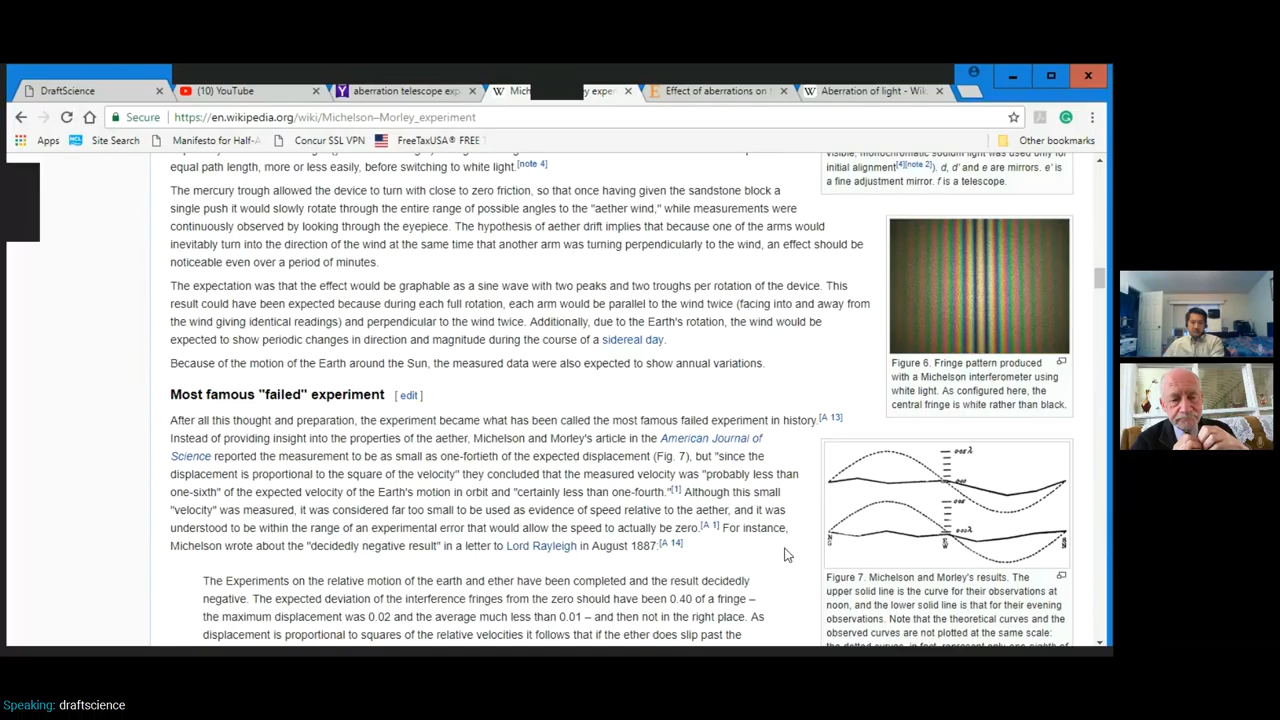 DraftScience
(10) YouTube
aberration telescope exp
Mich
y exper
Effect of aberrations on
Aberration of light - Wik
Secure
https://en.wikipedia.org/wiki/Michelson–Morley_experiment
Apps
Site Search
Manifesto for Half-
Concur SSL VPN
FreeTaxUSA® FREE
Other bookmarks
equal path length, more or less easily, before switching to white light.[note 4]
The mercury trough allowed the device to turn with close to zero friction, so that once having given the sandstone block a
single push it would slowly rotate through the entire range of possible angles to the "aether wind," while measurements were
continuously observed by looking through the eyepiece. The hypothesis of aether drift implies that because one of the arms would
inevitably turn into the direction of the wind at the same time that another arm was turning perpendicularly to the wind, an effect should be
noticeable even over a period of minutes.
The expectation was that the effect would be graphable as a sine wave with two peaks and two troughs per rotation of the device. This
result could have been expected because during each full rotation, each arm would be parallel to the wind twice (facing into and away from
the wind giving identical readings) and perpendicular to the wind twice. Additionally, due to the Earth's rotation, the wind would be
expected to show periodic changes in direction and magnitude during the course of a sidereal day.
Because of the motion of the Earth around the Sun, the measured data were also expected to show annual variations.
Most famous "failed" experiment [ edit ]
After all this thought and preparation, the experiment became what has been called the most famous failed experiment in history.[A 13]
Instead of providing insight into the properties of the aether, Michelson and Morley's article in the American Journal of
Science reported the measurement to be as small as one-fortieth of the expected displacement (Fig. 7), but "since the
displacement is proportional to the square of the velocity" they concluded that the measured velocity was "probably less than
one-sixth" of the expected velocity of the Earth's motion in orbit and "certainly less than one-fourth."[1] Although this small
"velocity" was measured, it was considered far too small to be used as evidence of speed relative to the aether, and it was
understood to be within the range of an experimental error that would allow the speed to actually be zero.[A 1] For instance,
Michelson wrote about the "decidedly negative result" in a letter to Lord Rayleigh in August 1887:[A 14]
The Experiments on the relative motion of the earth and ether have been completed and the result decidedly
negative. The expected deviation of the interference fringes from the zero should have been 0.40 of a fringe –
the maximum displacement was 0.02 and the average much less than 0.01 – and then not in the right place. As
displacement is proportional to squares of the relative velocities it follows that if the ether does slip past the
visible, monochromatic sodium light was used only for
initial alignment[4][note 2]). d, d' and e are mirrors. e' is
a fine adjustment mirror. f is a telescope.
Figure 6. Fringe pattern produced
with a Michelson interferometer using
white light. As configured here, the
central fringe is white rather than black.
Figure 7. Michelson and Morley's results. The
upper solid line is the curve for their observations at
noon, and the lower solid line is that for their evening
observations. Note that the theoretical curves and the
observed curves are not plotted at the same scale:
the dotted curves, in fact, represent only one-eighth of
Speaking: draftscience